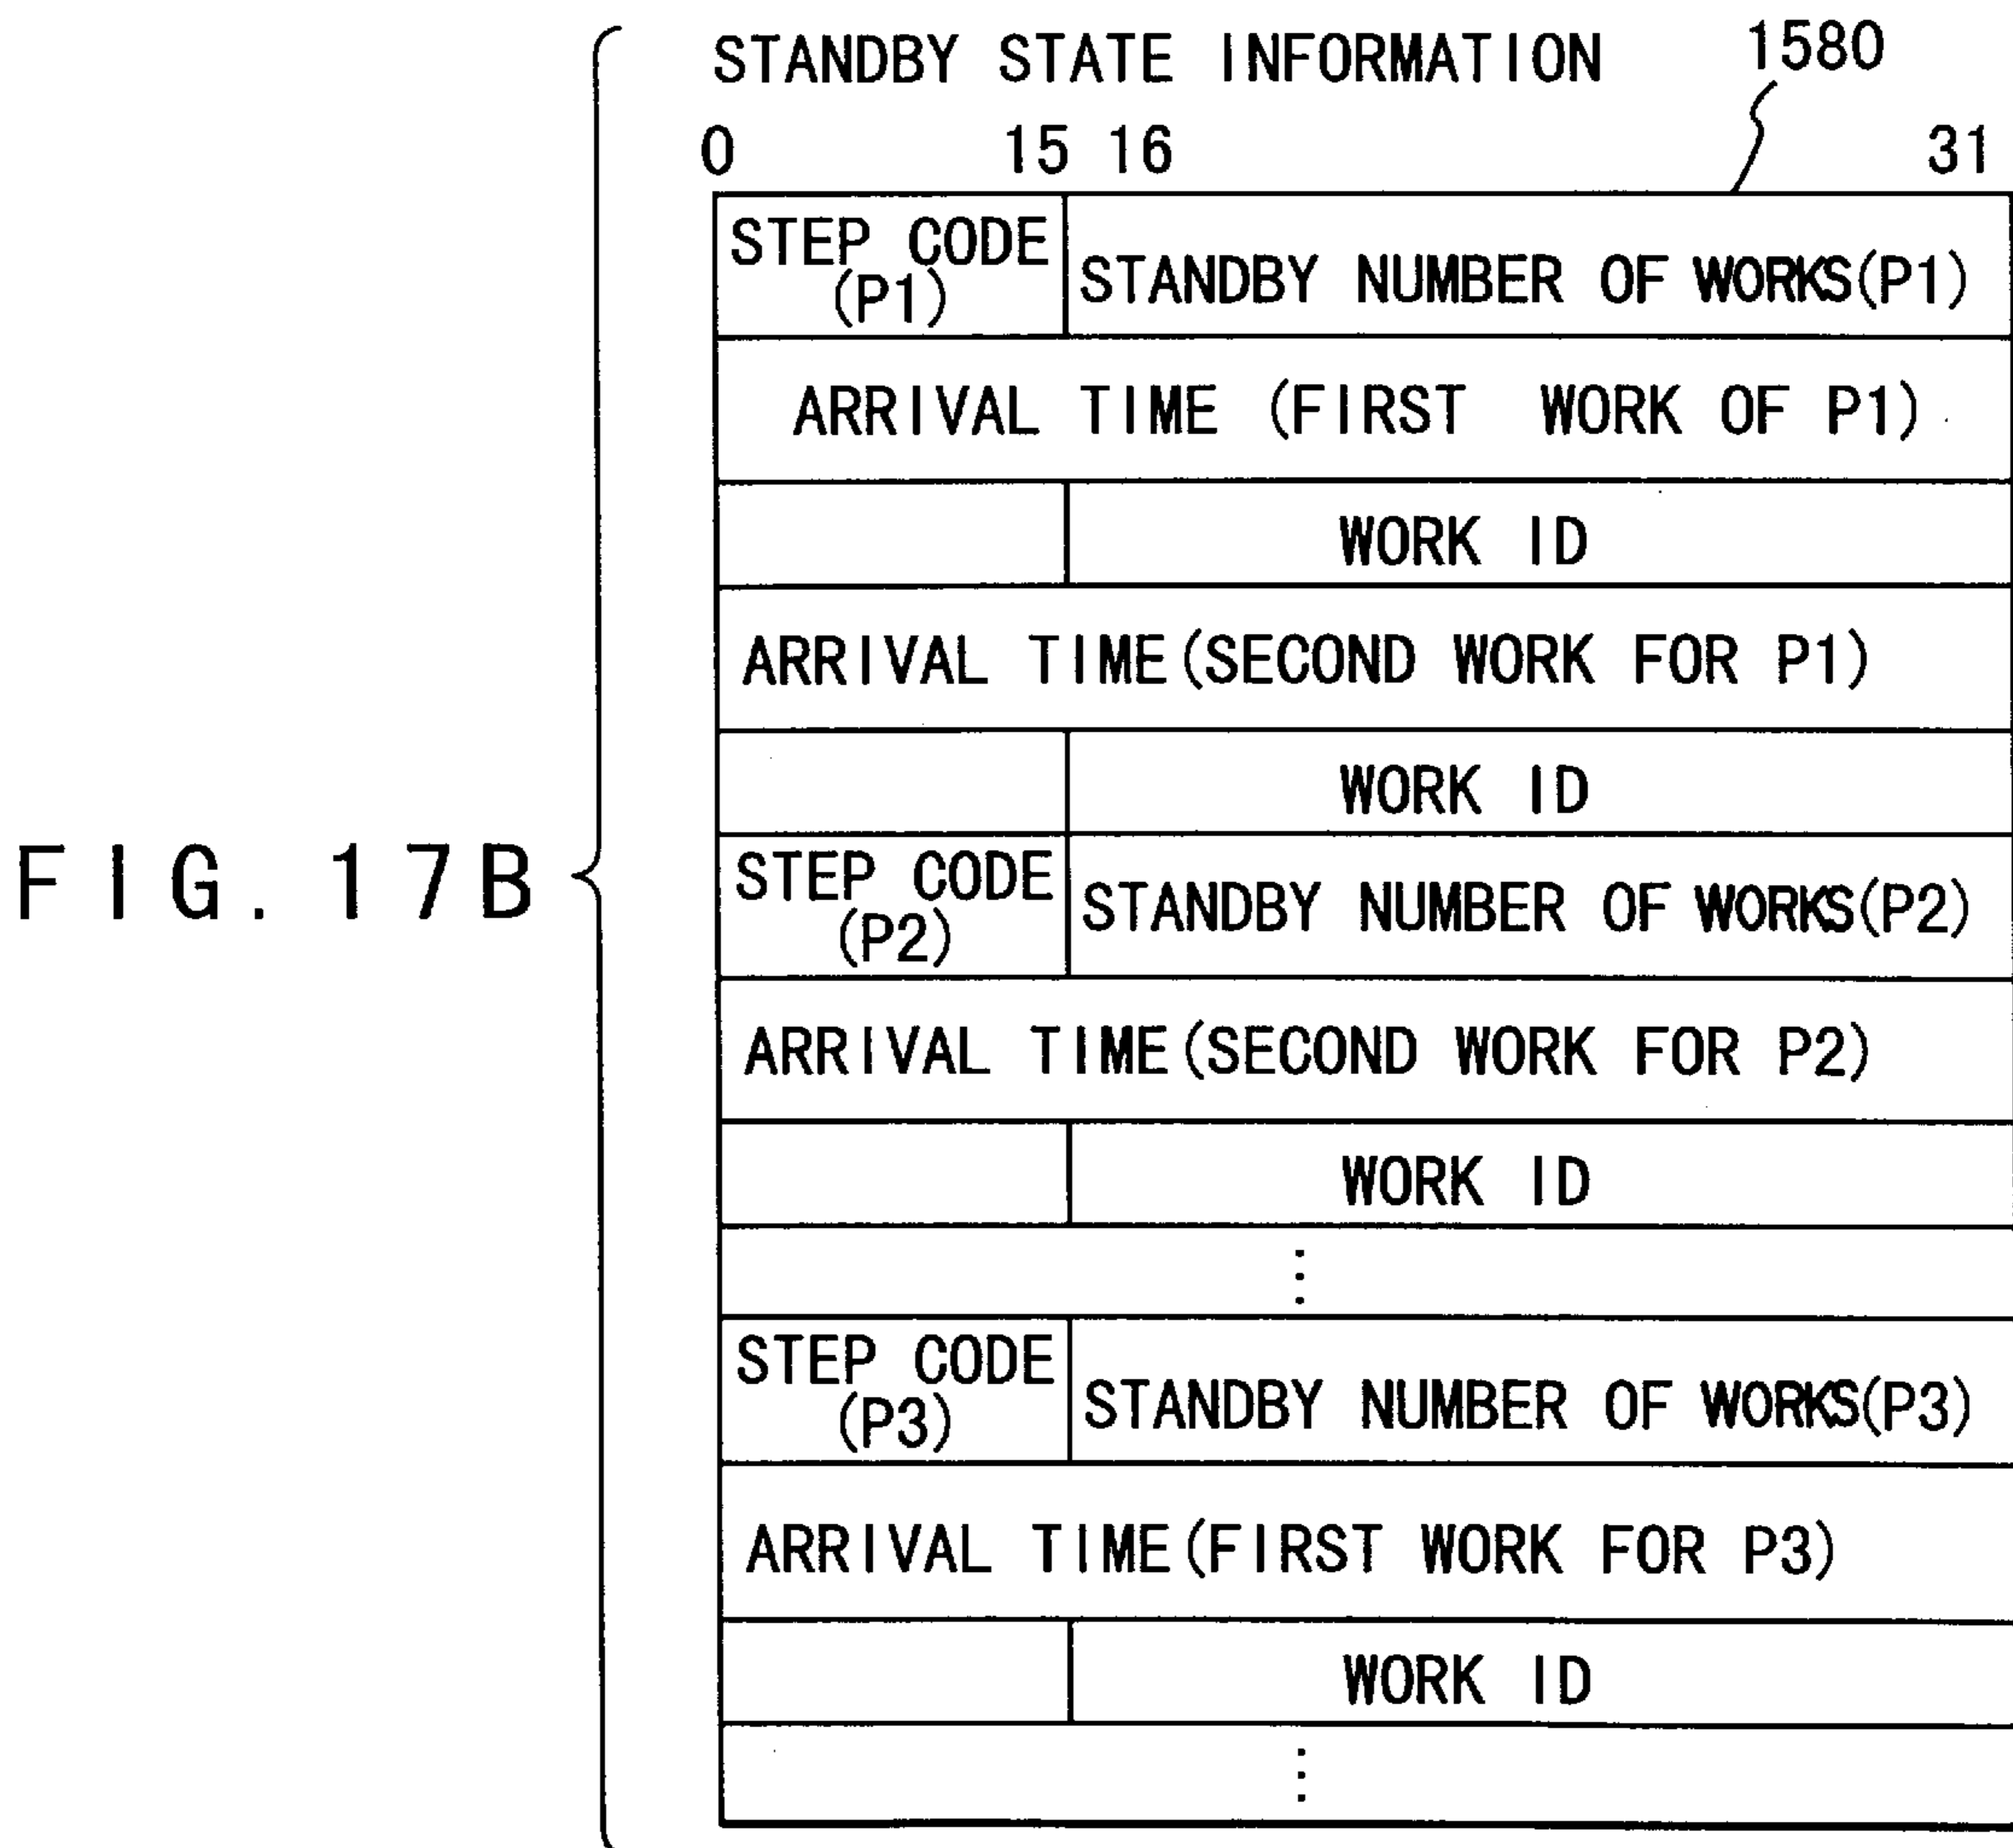 STANDBY STATE INFORMATION 1580
0 15 16 31
STEP CODE
(P1)
STANDBY NUMBER OF WORKS(P1)
ARRIVAL TIME (FIRST WORK OF P1)
WORK ID
ARRIVAL TIME(SECOND WORK FOR P1)
WORK ID
FIG. 17B
STEP CODE
(P2)
STANDBY NUMBER OF WORKS(P2)
ARRIVAL TIME(SECOND WORK FOR P2)
WORK ID
⋮
STEP CODE
(P3)
STANDBY NUMBER OF WORKS(P3)
ARRIVAL TIME(FIRST WORK FOR P3)
WORK ID
⋮